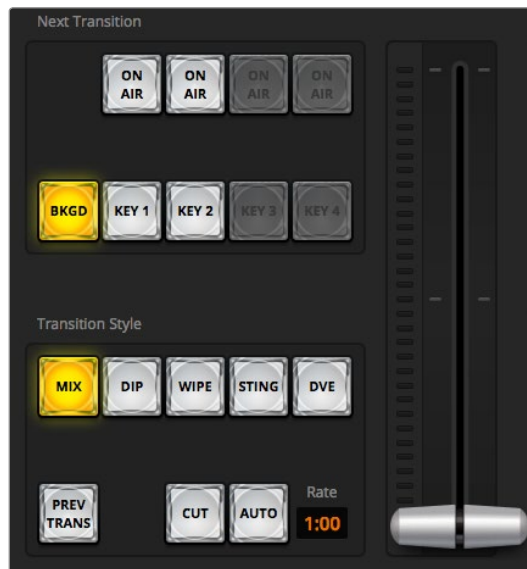 Next Transition
ON AIR
ON AIR
ON AIR
ON AIR
BKGD
KEY 1
KEY 2
KEY 3
KEY 4
Transition Style
MIX
DIP
WIPE
STING
DVE
PREV TRANS
CUT
AUTO
Rate
1:00